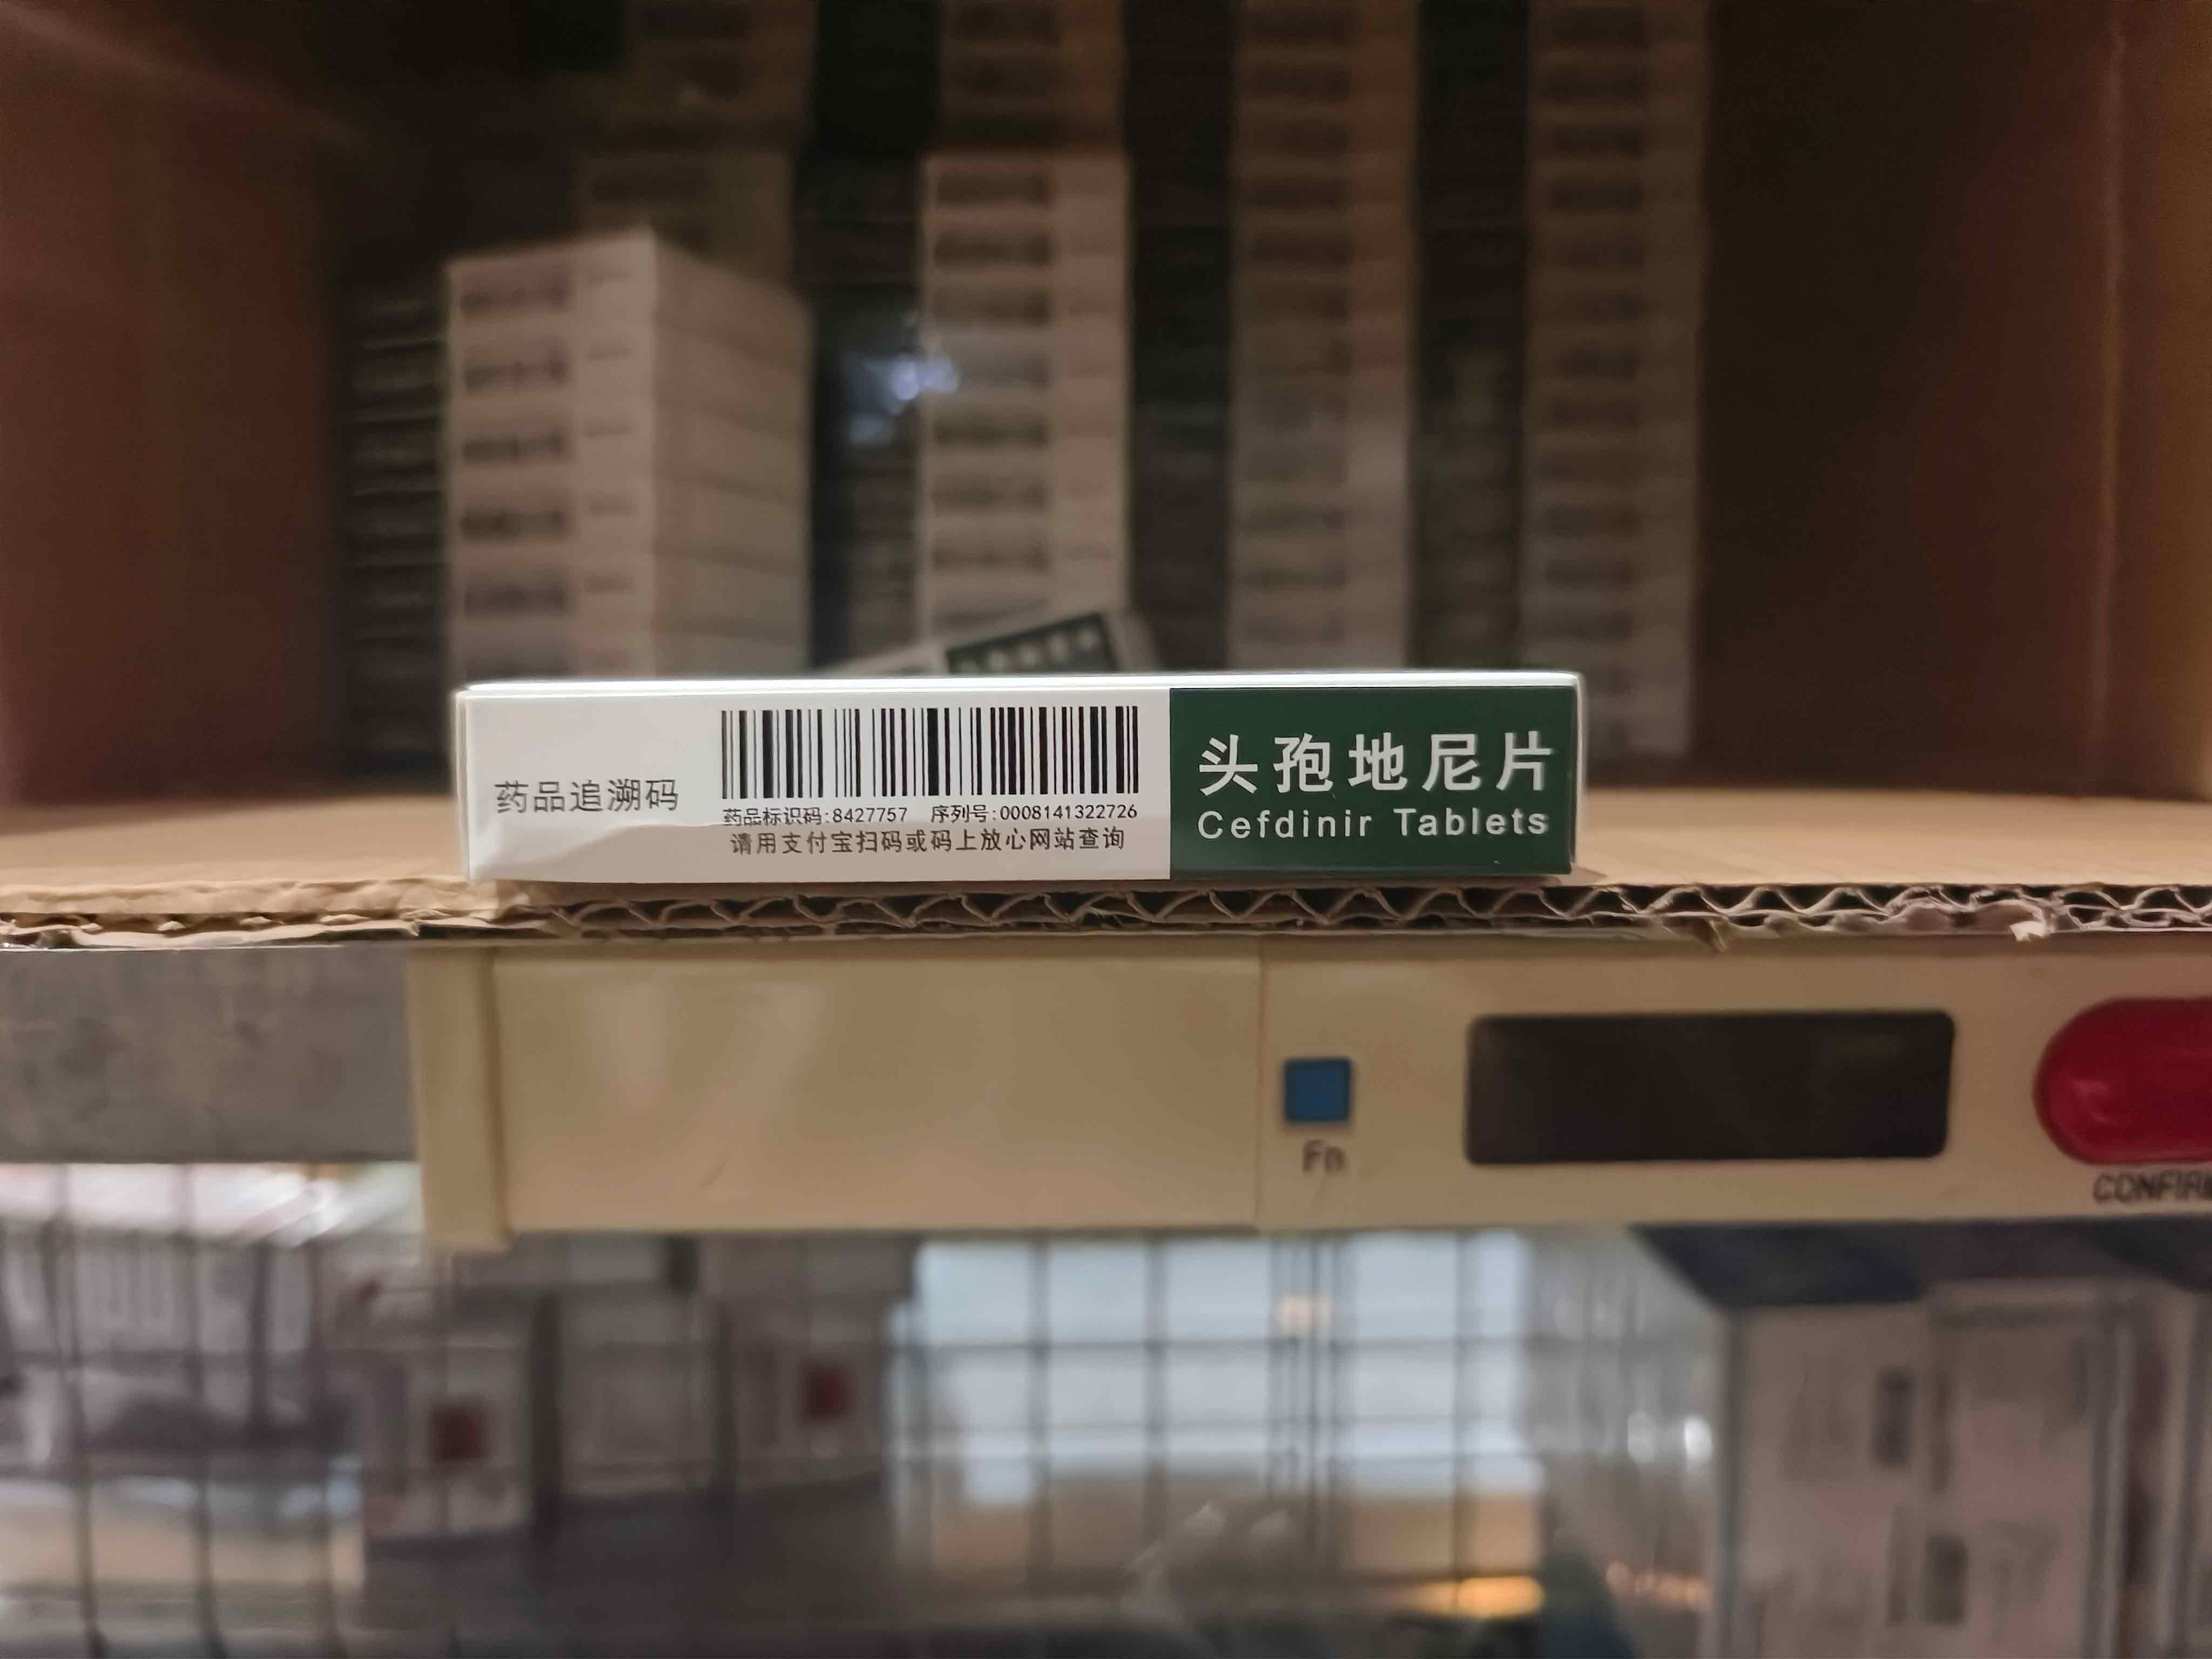 药品追溯码
药品标识码:8427757 序列号:0008141322726
请用支付宝扫码或码上放心网站查询
头孢地尼片
Cefdinir Tablets
Fn